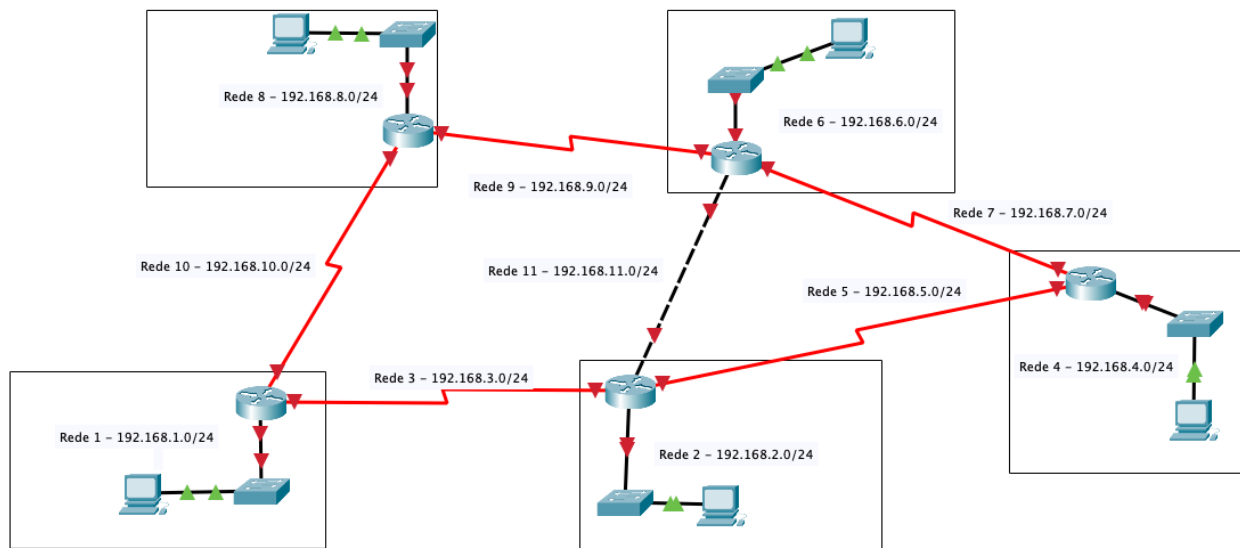 Rede 8 – 192.168.8.0/24
Rede 6 – 192.168.6.0/24
Rede 9 – 192.168.9.0/24
Rede 7 – 192.168.7.0/24
Rede 10 – 192.168.10.0/24
Rede 11 – 192.168.11.0/24
Rede 5 – 192.168.5.0/24
Rede 4 – 192.168.4.0/24
Rede 3 – 192.168.3.0/24
Rede 1 – 192.168.1.0/24
Rede 2 – 192.168.2.0/24